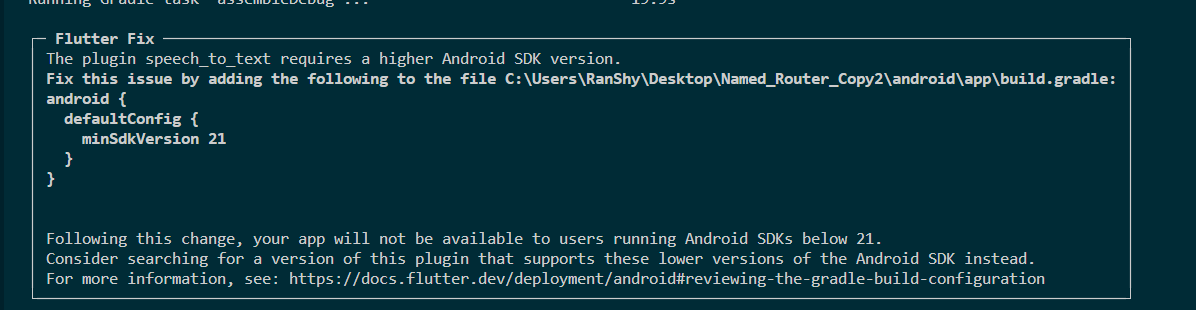 Running Gradle task 'assembleDebug'... 19.9s
Flutter Fix
The plugin speech_to_text requires a higher Android SDK version.
Fix this issue by adding the following to the file C:\Users\RanShy\Desktop\Named_Router_Copy2\android\app\build.gradle:
android {
  defaultConfig {
    minSdkVersion 21
  }
}
Following this change, your app will not be available to users running Android SDKs below 21.
Consider searching for a version of this plugin that supports these lower versions of the Android SDK instead.
For more information, see: https://docs.flutter.dev/deployment/android#reviewing-the-gradle-build-configuration